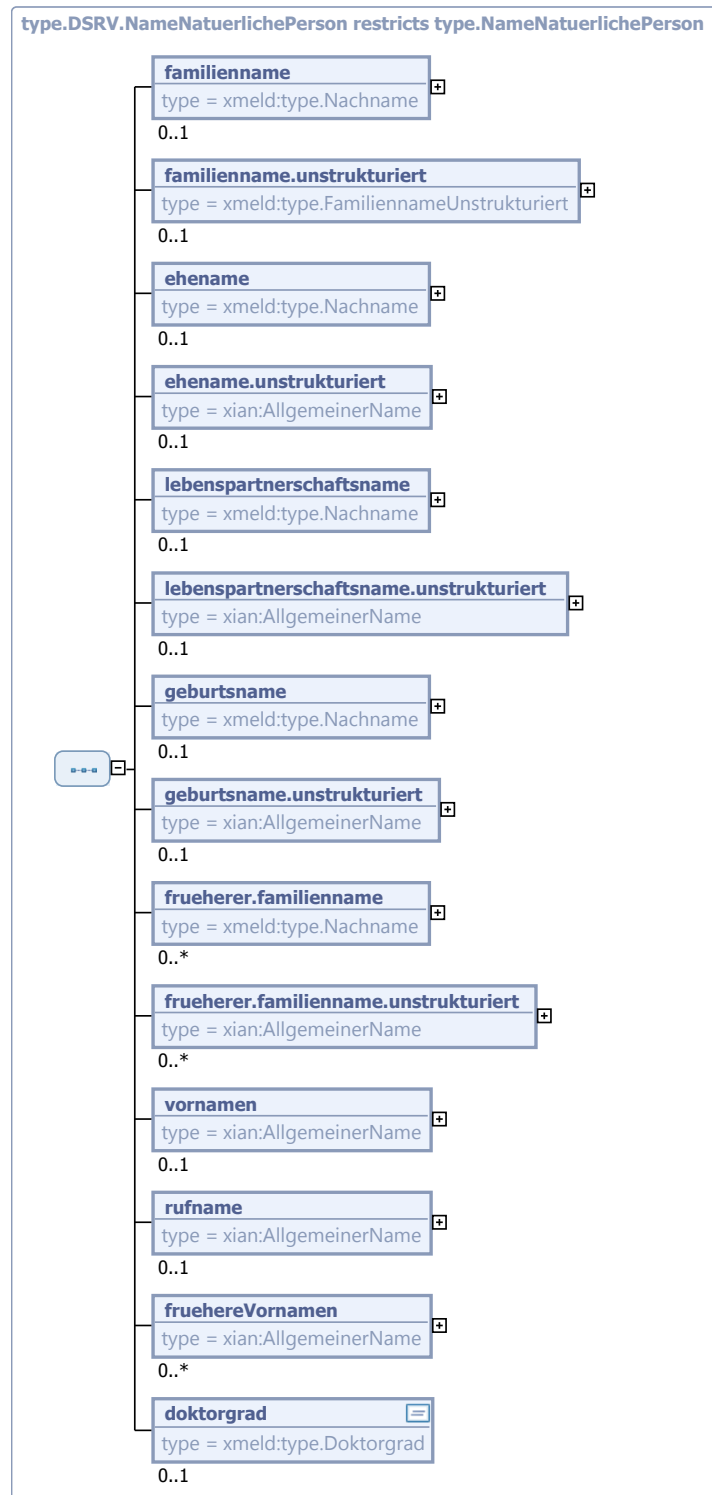 type.DSRV.NameNatuerlichePerson restricts type.NameNatuerlichePerson
familienname
type = xmeld:type.Nachname
0..1
familienname.unstrukturiert
type = xmeld:type.FamiliennameUnstrukturiert
0..1
ehename
type = xmeld:type.Nachname
0..1
ehename.unstrukturiert
type = xian:AllgemeinerName
0..1
lebenspartnerschaftsname
type = xmeld:type.Nachname
0..1
lebenspartnerschaftsname.unstrukturiert
type = xian:AllgemeinerName
0..1
geburtsname
type = xmeld:type.Nachname
0..1
geburtsname.unstrukturiert
type = xian:AllgemeinerName
0..1
frueherer.familienname
type = xmeld:type.Nachname
0..*
frueherer.familienname.unstrukturiert
type = xian:AllgemeinerName
0..*
vornamen
type = xian:AllgemeinerName
0..1
rufname
type = xian:AllgemeinerName
0..1
fruehereVornamen
type = xian:AllgemeinerName
0..*
doktorgrad
type = xmeld:type.Doktorgrad
0..1